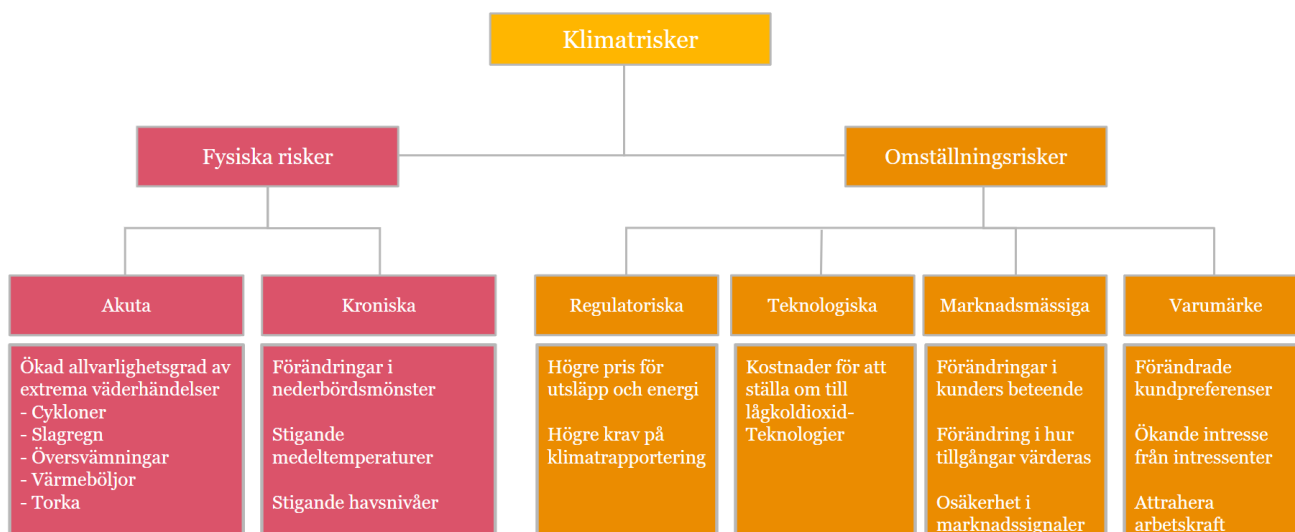 Klimatrisker
Fysiska risker
Omställningsrisker
Akuta
Kroniska
Regulatoriska
Teknologiska
Marknadsmässiga
Varumärke
Ökad allvarlighetsgrad av
extrema väderhändelser
- Cykloner
- Slagregn
- Översvämningar
- Värmeböljor
- Torka
Förändringar i
nederbördsmönster
Stigande
medeltemperaturer
Stigande havsnivåer
Högre pris för
utsläpp och energi
Högre krav på
klimatrapportering
Kostnader för att
ställa om till
lågkoldioxid-
Teknologier
Förändringar i
kunders beteende
Förändring i hur
tillgångar värderas
Osäkerhet i
marknadssignaler
Förändrade
kundpreferenser
Ökande intresse
från intressenter
Attrahera
arbetskraft